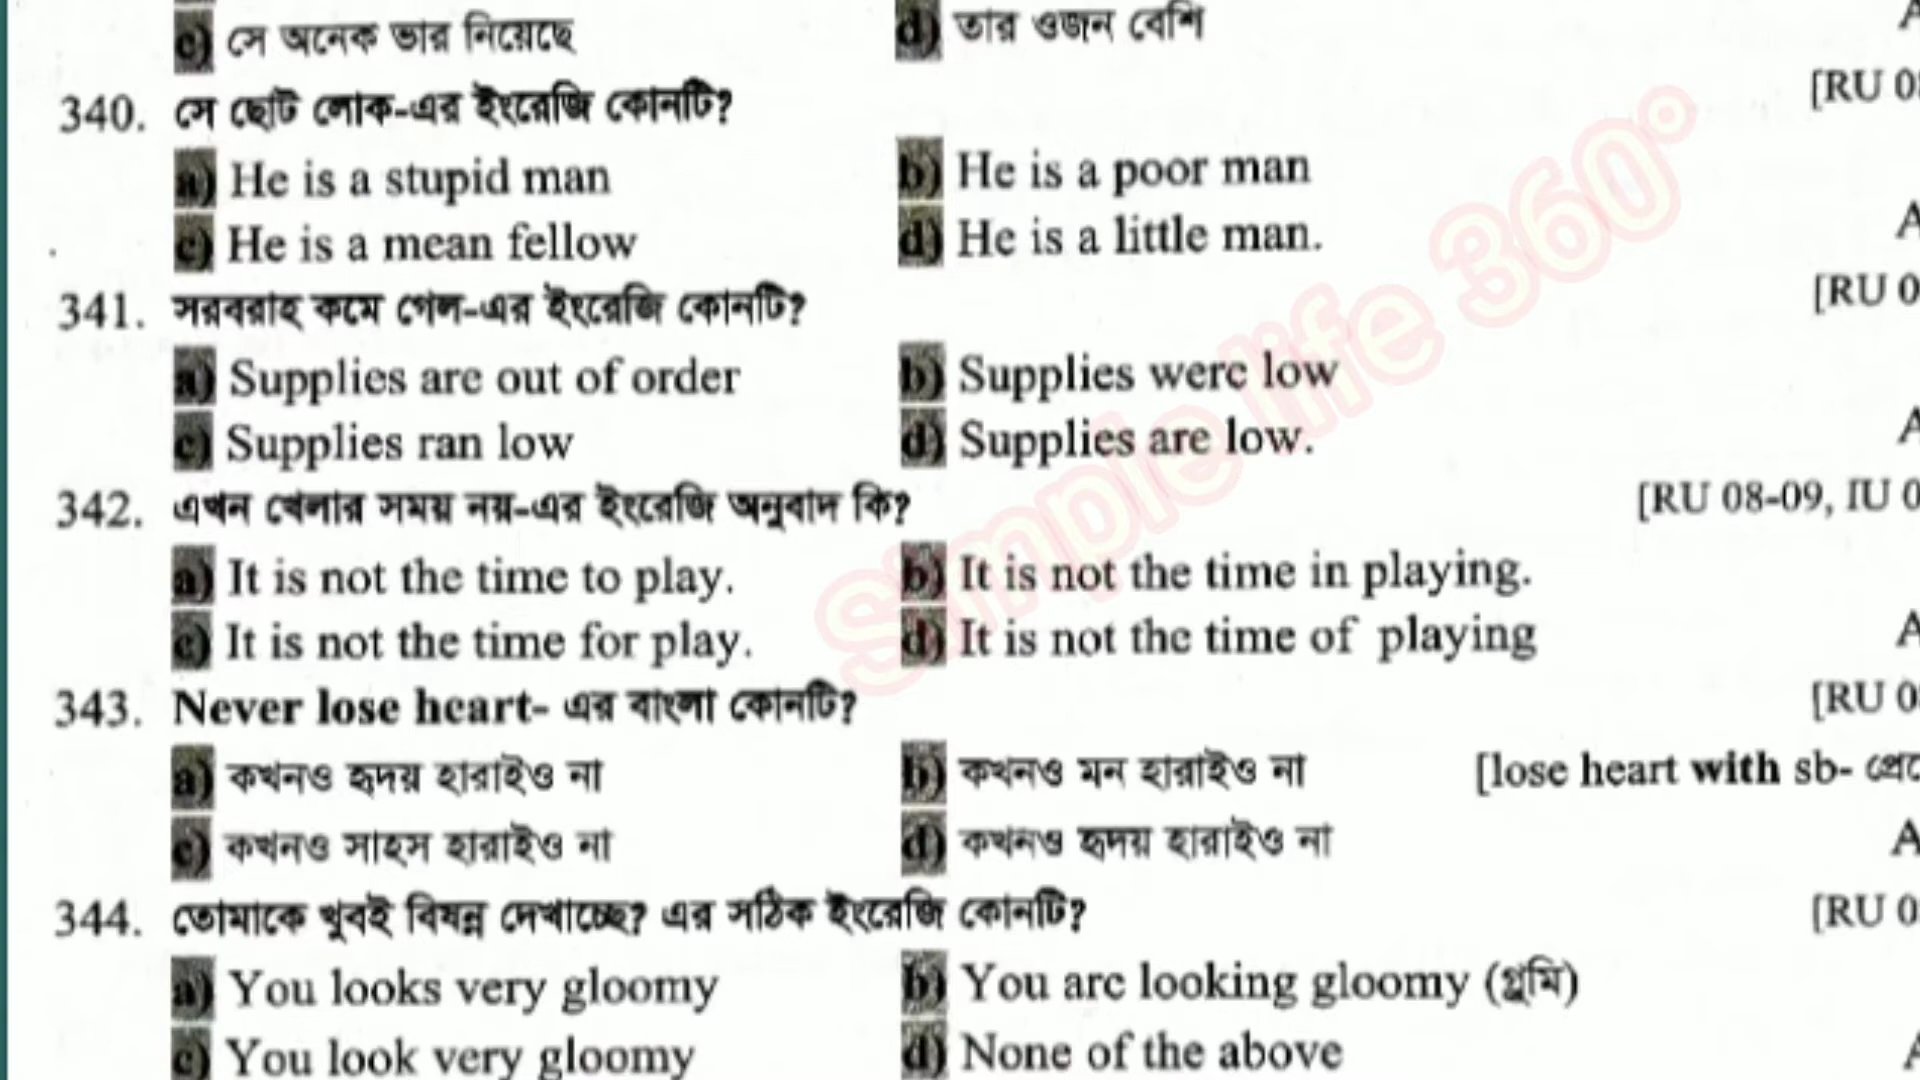 c) সে অনেক ভার নিয়েছে d) তার ওজন বেশি A
340. সে ছোট লোক-এর ইংরেজি কোনটি? [RU 0
a) He is a stupid man b) He is a poor man
c) He is a mean fellow d) He is a little man. A
341. সরবরাহ কমে গেল-এর ইংরেজি কোনটি? [RU 0
a) Supplies are out of order b) Supplies were low
c) Supplies ran low d) Supplies are low. A
342. এখন খেলার সময় নয়-এর ইংরেজি অনুবাদ কি? [RU 08-09, IU 0
a) It is not the time to play. b) It is not the time in playing.
c) It is not the time for play. d) It is not the time of playing A
343. Never lose heart- এর বাংলা কোনটি? [RU 0
a) কখনও হৃদয় হারাইও না b) কখনও মন হারাইও না [lose heart with sb-
c) কখনও সাহস হারাইও না d) কখনও হৃদয় হারাইও না A
344. তোমাকে খুবই বিষন্ন দেখাচ্ছে? এর সঠিক ইংরেজি কোনটি? [RU 0
a) You looks very gloomy b) You are looking gloomy (গ্লুমি)
c) You look very gloomy d) None of the above A
Simple life 360°